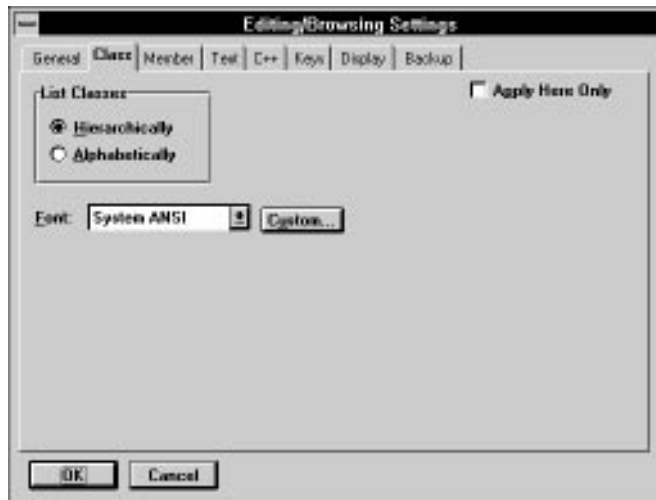 Editing/Browsing Settings
General Class Member Text C++ Keys Display Backup
List Classes
Apply Here Only
Hierarchically
Alphabetically
Font: System ANSI Custom...
OK Cancel